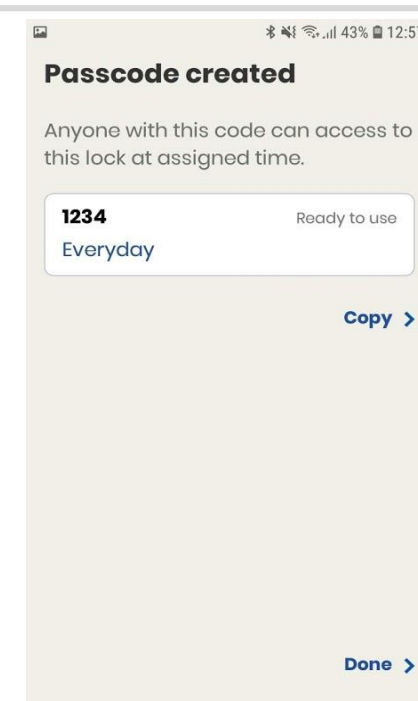 43% 12:57
Passcode created
Anyone with this code can access to
this lock at assigned time.
1234 Ready to use
Everyday
Copy >
Done >